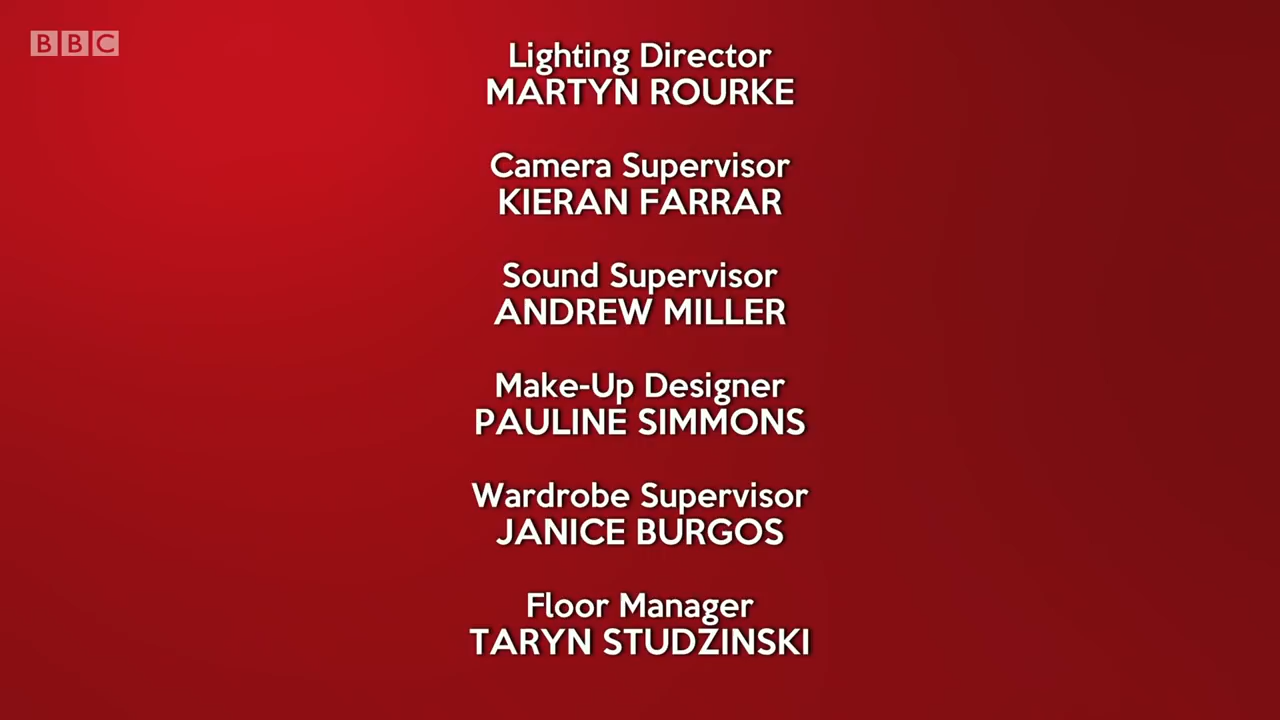 BBC
Lighting Director
MARTYN ROURKE
Camera Supervisor
KIERAN FARRAR
Sound Supervisor
ANDREW MILLER
Make-Up Designer
PAULINE SIMMONS
Wardrobe Supervisor
JANICE BURGOS
Floor Manager
TARYN STUDZINSKI